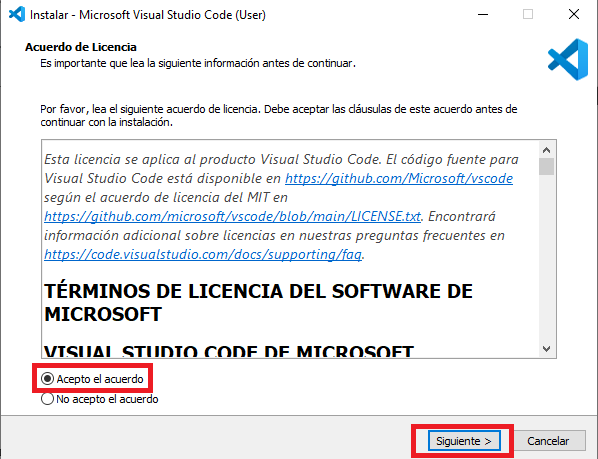 Instalar - Microsoft Visual Studio Code (User)
Acuerdo de Licencia
Es importante que lea la siguiente información antes de continuar.
Por favor, lea el siguiente acuerdo de licencia. Debe aceptar las cláusulas de este acuerdo antes de
continuar con la instalación.
Esta licencia se aplica al producto Visual Studio Code. El código fuente para
Visual Studio Code está disponible en https://github.com/Microsoft/vscode
según el acuerdo de licencia del MIT en
https://github.com/microsoft/vscode/blob/main/LICENSE.txt. Encontrará
información adicional sobre licencias en nuestras preguntas frecuentes en
https://code.visualstudio.com/docs/supporting/faq.
TÉRMINOS DE LICENCIA DEL SOFTWARE DE
MICROSOFT
VISUAL STUDIO CODE DE MICROSOFT
Acepto el acuerdo
No acepto el acuerdo
Siguiente >
Cancelar